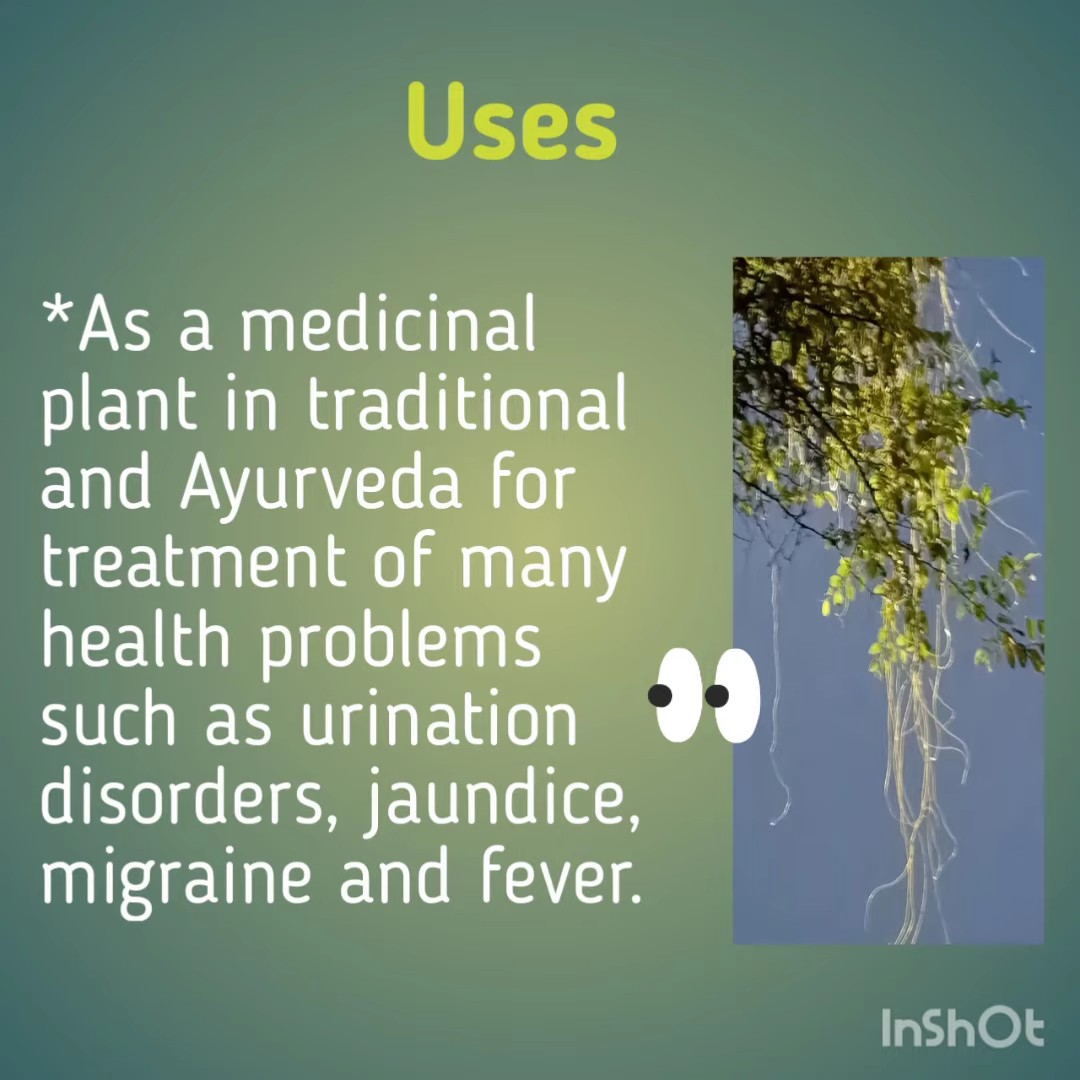 Uses
*As a medicinal
plant in traditional
and Ayurveda for
treatment of many
health problems
such as urination
disorders, jaundice,
migraine and fever.
InShOt